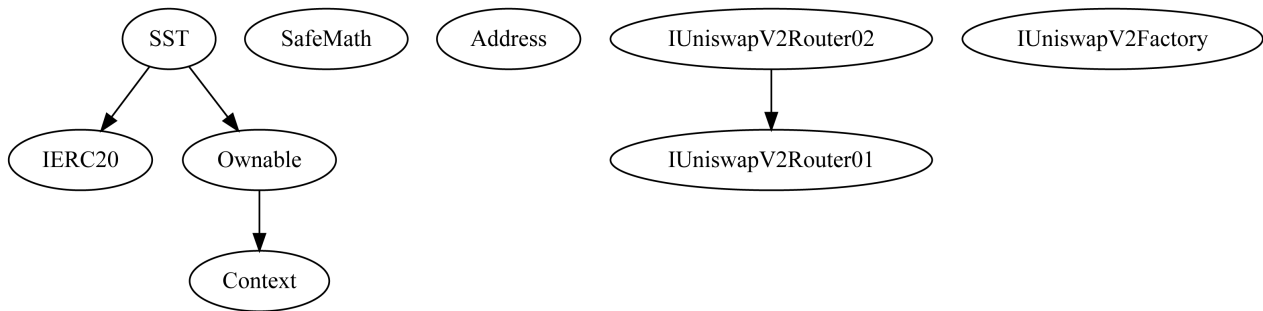 SST
SafeMath
Address
IUniswapV2Router02
IUniswapV2Factory
IERC20
Ownable
IUniswapV2Router01
Context